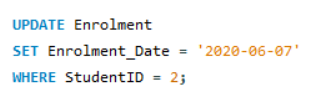 UPDATE Enrolment
SET Enrolment_Date = '2020-06-07'
WHERE StudentID = 2;